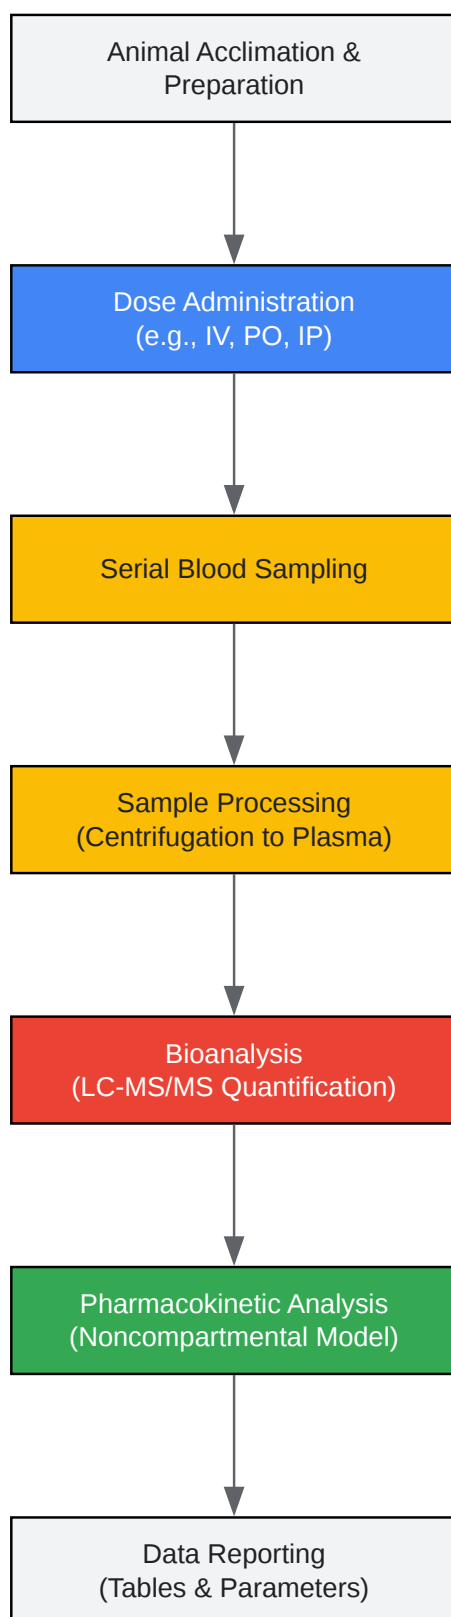 Animal Acclimation &
Preparation
Dose Administration
(e.g., IV, PO, IP)
Serial Blood Sampling
Sample Processing
(Centrifugation to Plasma)
Bioanalysis
(LC-MS/MS Quantification)
Pharmacokinetic Analysis
(Noncompartmental Model)
Data Reporting
(Tables & Parameters)